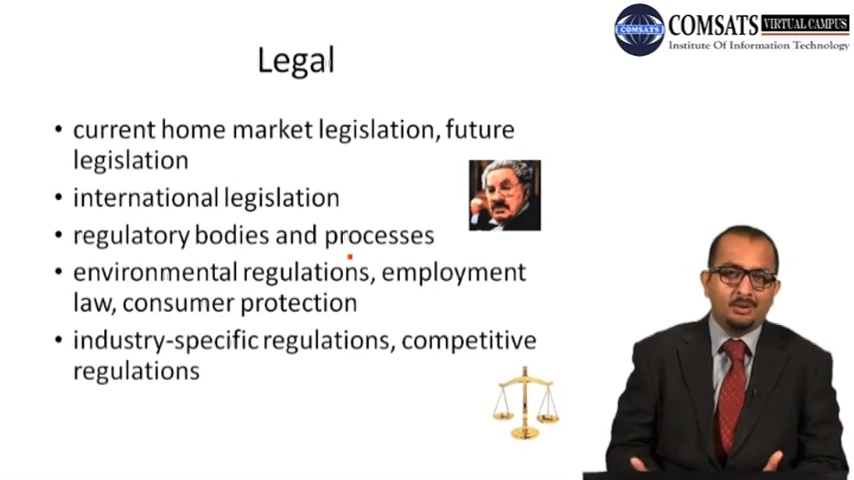 COMSATS VIRTUAL CAMPUS
Institute Of Information Technology
COMSATS
Legal
• current home market legislation, future
legislation
• international legislation
• regulatory bodies and processes
• environmental regulations, employment
law, consumer protection
• industry-specific regulations, competitive
regulations